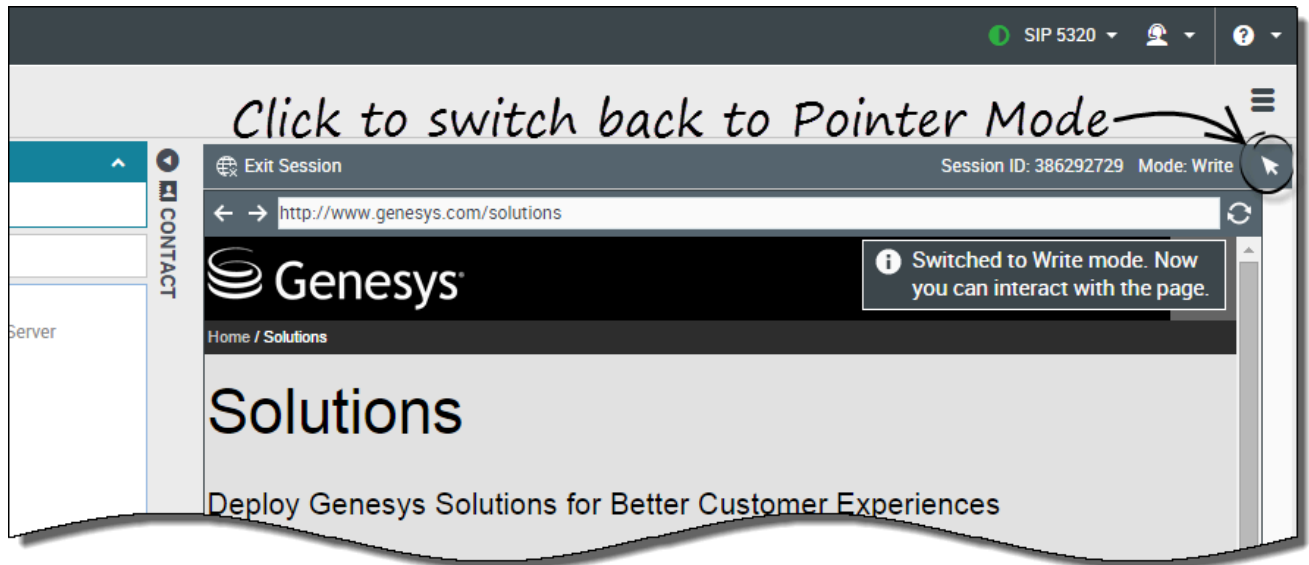 SIP 5320
Click to switch back to Pointer Mode
Exit Session
Session ID: 386292729 Mode: Write
CONTACT
http://www.genesys.com/solutions
Genesys
Switched to Write mode. Now
you can interact with the page.
Server
Home / Solutions
Solutions
Deploy Genesys Solutions for Better Customer Experiences